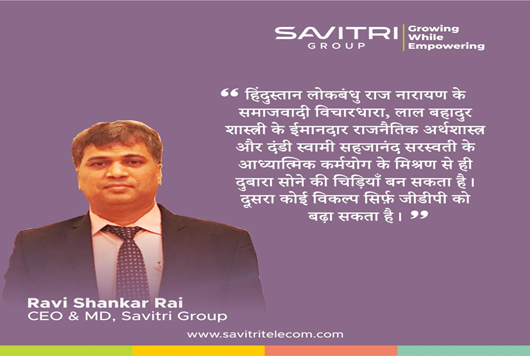 SAVITRI
GROUP
Growing
While
Empowering
“ हिंदुस्तान लोकबंधु राज नारायण के
समाजवादी विचारधारा, लाल बहादुर
शास्त्री के ईमानदार राजनैतिक अर्थशास्त्र
और दंडी स्वामी सहजानंद सरस्वती के
आध्यात्मिक कर्मयोग के मिश्रण से ही
दुबारा सोने की चिड़ियाँ बन सकता है।
दूसरा कोई विकल्प सिर्फ़ जीडीपी को
बढ़ा सकता है। ”
Ravi Shankar Rai
CEO & MD, Savitri Group
www.savitritelecom.com